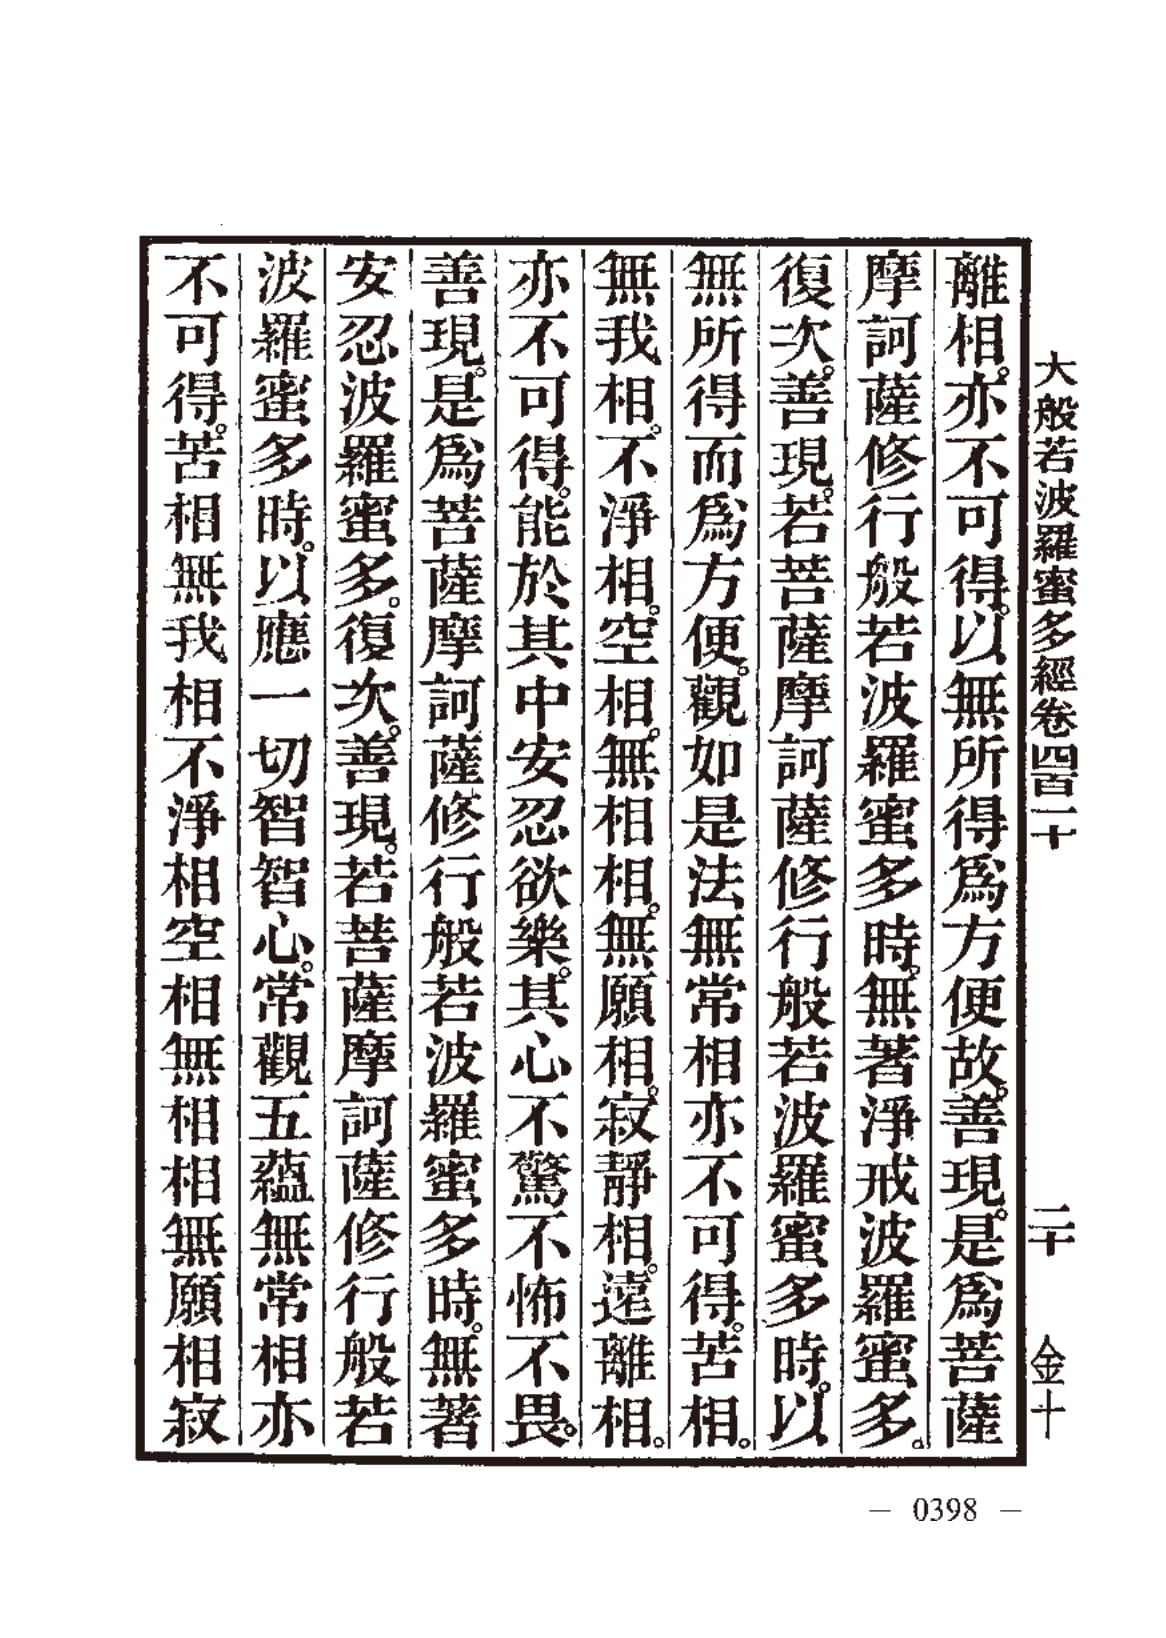 大般若波羅蜜多經卷四百一十 二十 金十
離相。亦不可得。以無所得爲方便故。善現。是爲菩薩
摩訶薩修行般若波羅蜜多時。無著淨戒波羅蜜多。
復次。善現。若菩薩摩訶薩修行般若波羅蜜多時。以
無所得而爲方便。觀如是法無常相亦不可得。苦相。
無我相。不淨相。空相。無相相。無願相。寂靜相。遠離相。
亦不可得。能於其中安忍欲樂。其心不驚不怖不畏。
善現。是爲菩薩摩訶薩修行般若波羅蜜多時。無著
安忍波羅蜜多。復次。善現。若菩薩摩訶薩修行般若
波羅蜜多時。以應一切智智心。常觀五蘊無常相亦
不可得。苦相無我相不淨相空相無相相無願相寂
— 0398 —